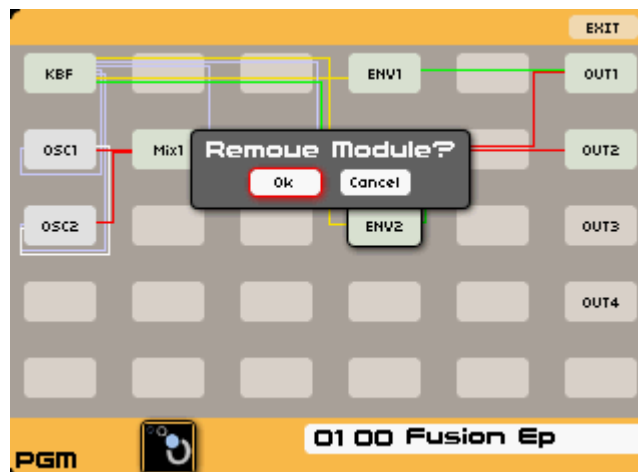 EXIT
KBF ENV1 OUT1
OSC1 Mix1 OUT2
Remove Module?
Ok Cancel
OSC2 ENV2 OUT3
OUT4
01 00 Fusion Ep
PGM